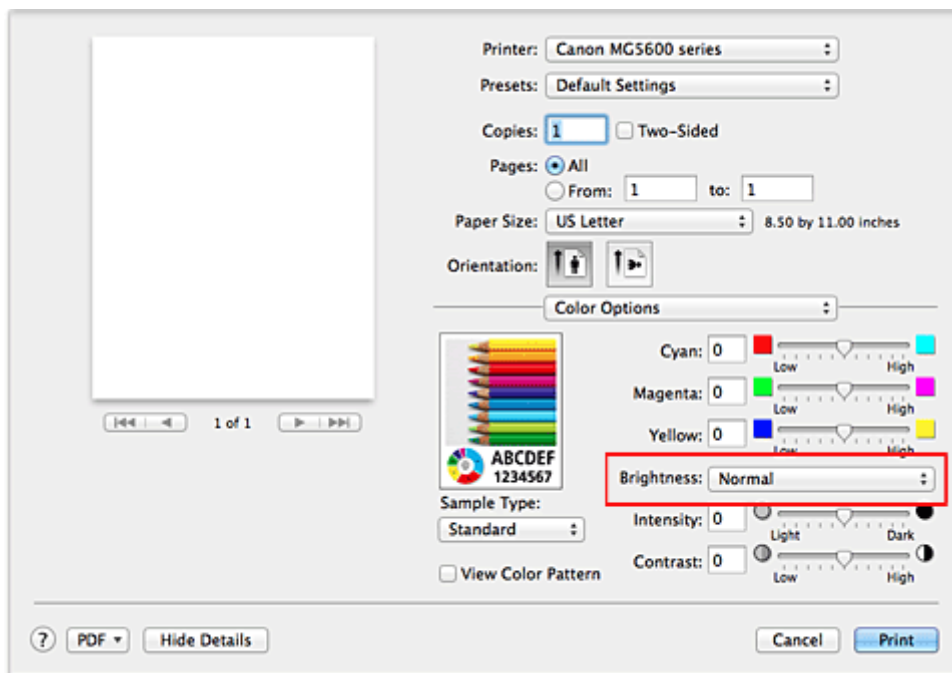 Printer: Canon MG5600 series
Presets: Default Settings
Copies: 1 Two-Sided
Pages: All
From: 1 to: 1
Paper Size: US Letter 8.50 by 11.00 inches
Orientation:
Color Options
1 of 1
ABCDEF
1234567
Sample Type:
Standard
View Color Pattern
Cyan: 0
Low High
Magenta: 0
Low High
Yellow: 0
Low High
Brightness: Normal
Intensity: 0
Light Dark
Contrast: 0
Low High
? PDF Hide Details Cancel Print